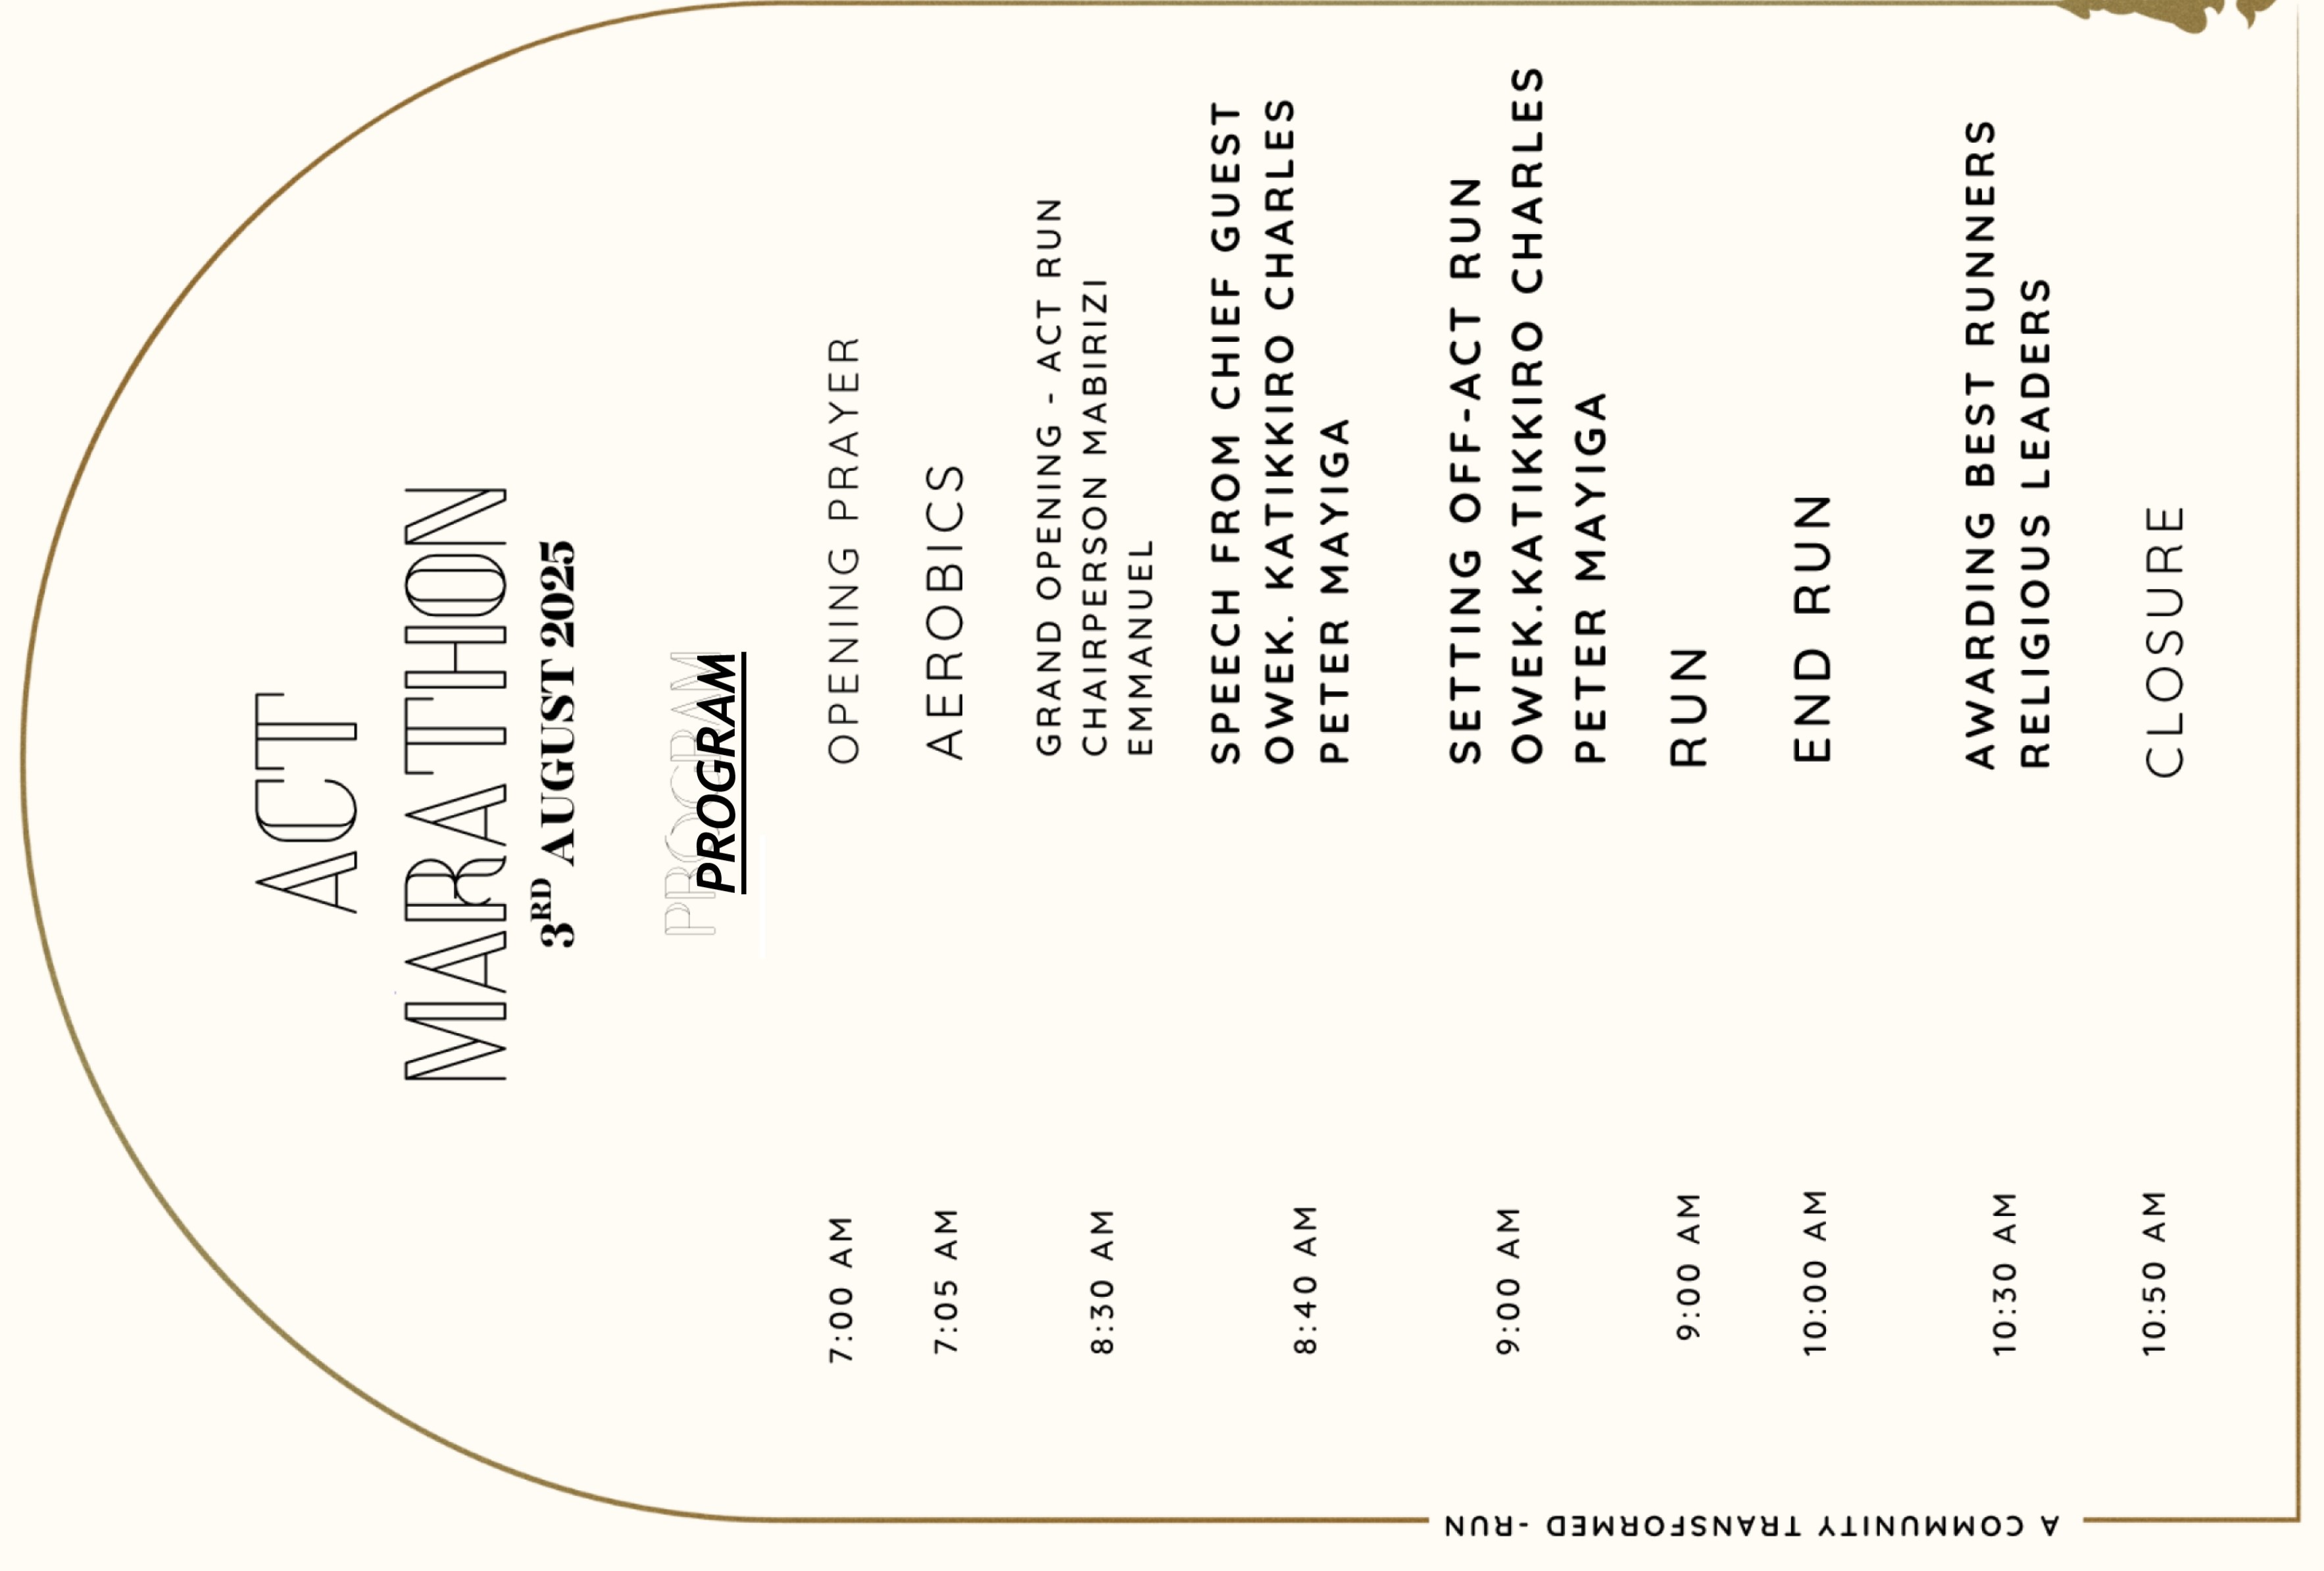 ACT
MARATHON
3RD AUGUST 2025
PROGRAM
PROGRAM
7:00 AM OPENING PRAYER
7:05 AM AEROBICS
8:30 AM GRAND OPENING - ACT RUN
CHAIRPERSON MABIRIZI
EMMANUEL
8:40 AM SPEECH FROM CHIEF GUEST
OWEK. KATIKKIRO CHARLES
PETER MAYIGA
9:00 AM SETTING OFF-ACT RUN
OWEK.KATIKKIRO CHARLES
PETER MAYIGA
9:00 AM RUN
10:00 AM END RUN
10:30 AM AWARDING BEST RUNNERS
RELIGIOUS LEADERS
10:50 AM CLOSURE
A COMMUNITY TRANSFORMED -RUN